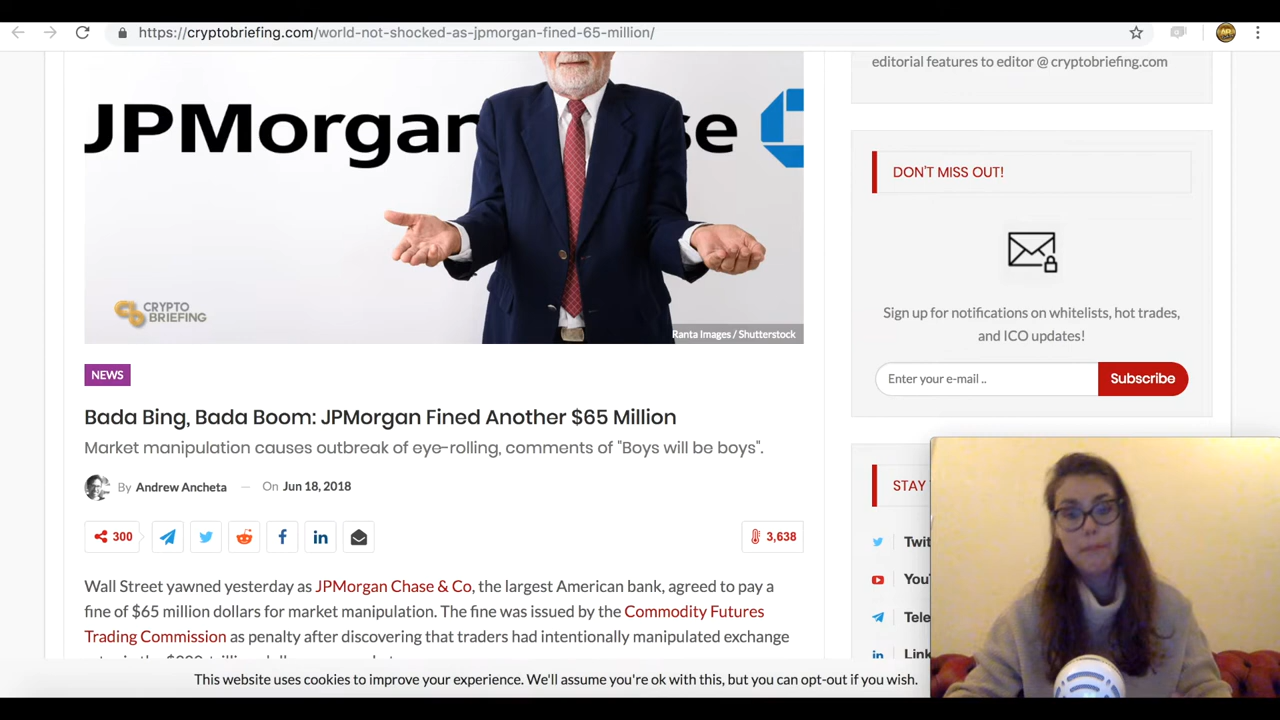 https://cryptobriefing.com/world-not-shocked-as-jpmorgan-fined-65-million/
editorial features to editor @ cryptobriefing.com
JPMorgan se
CRYPTO
BRIEFING
Ranta Images / Shutterstock
DON'T MISS OUT!
Sign up for notifications on whitelists, hot trades,
and ICO updates!
Enter your e-mail ..
Subscribe
NEWS
Bada Bing, Bada Boom: JPMorgan Fined Another $65 Million
Market manipulation causes outbreak of eye-rolling, comments of "Boys will be boys".
By Andrew Ancheta — On Jun 18, 2018
300
3,638
Wall Street yawned yesterday as JPMorgan Chase & Co, the largest American bank, agreed to pay a
fine of $65 million dollars for market manipulation. The fine was issued by the Commodity Futures
Trading Commission as penalty after discovering that traders had intentionally manipulated exchange
STAY
Twit
You
Tele
Link
This website uses cookies to improve your experience. We'll assume you're ok with this, but you can opt-out if you wish.